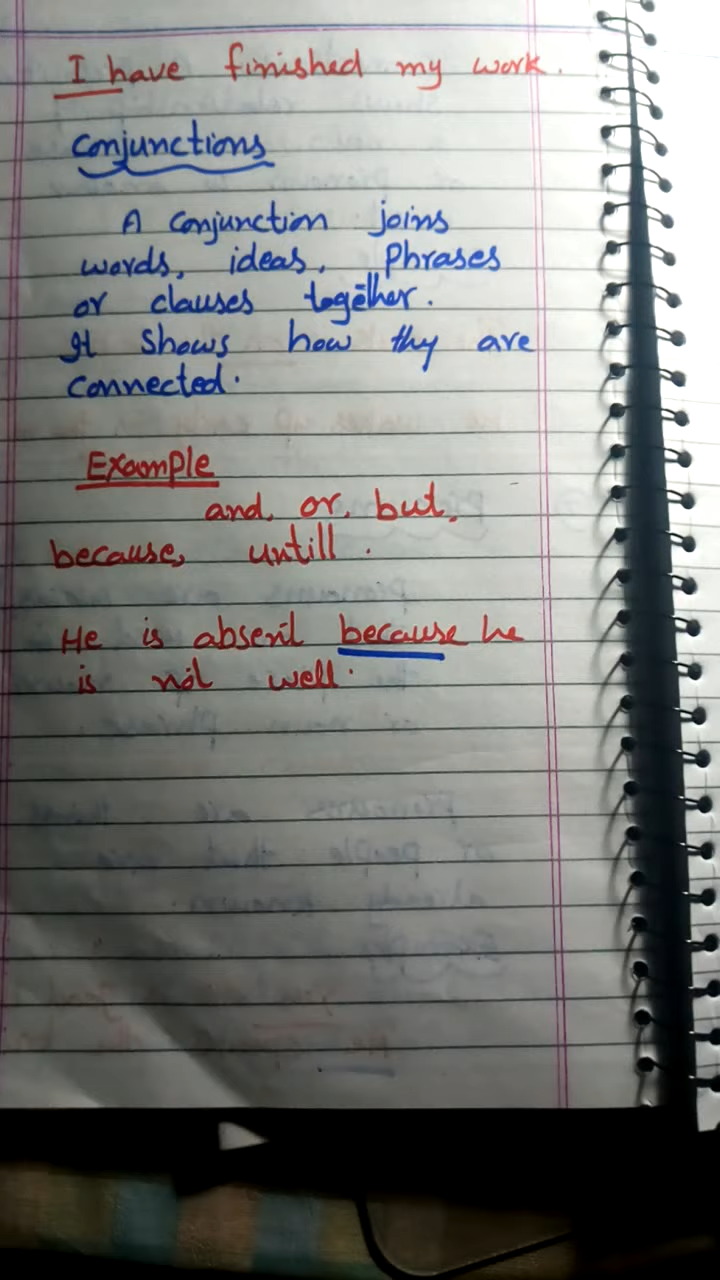 I have finished my work.
Conjunctions
A Conjunction joins
words, ideas, Phrases
or clauses together.
It shows how thy are
Connected.
Example
and, or, but,
because, untill.
He is absent because he
is not well.